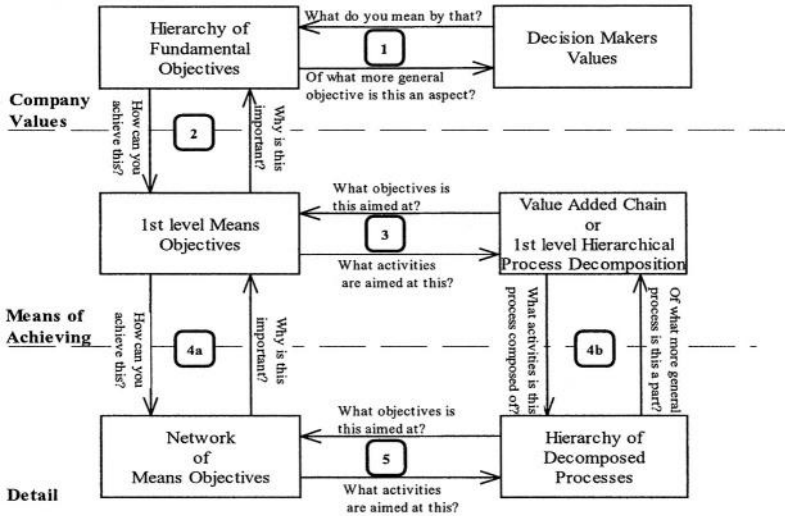 What do you mean by that?
Hierarchy of
Fundamental
Objectives
1
Decision Makers
Values
Of what more general
objective is this an aspect?
Company
Values
How can you
achieve this?
2
Why is this
important?
What objectives is
this aimed at?
1st level Means
Objectives
3
Value Added Chain
or
1st level Hierarchical
Process Decomposition
What activities
are aimed at this?
Means of
Achieving
How can you
achieve this?
4a
Why is this
important?
What activities is this
process composed of?
4b
Of what more general
process is this a part?
What objectives is
this aimed at?
Network
of
Means Objectives
5
Hierarchy of
Decomposed
Processes
What activities
are aimed at this?
Detail